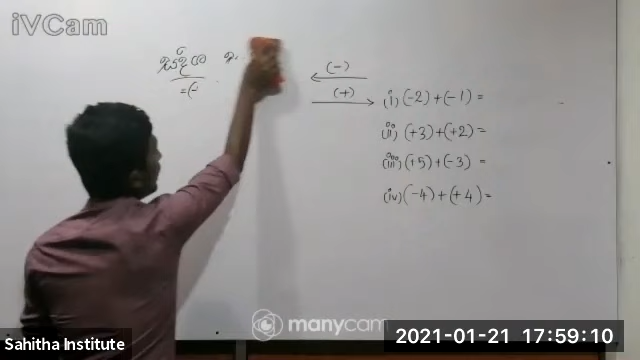 iVCam
(-)
(+)
(i) (-2)+(-1)=
(ii) (+3)+(+2)=
(iii) (+5)+(-3) =
(iv) (-4)+(+4)=
manycam
Sahitha Institute
2021-01-21 17:59:10